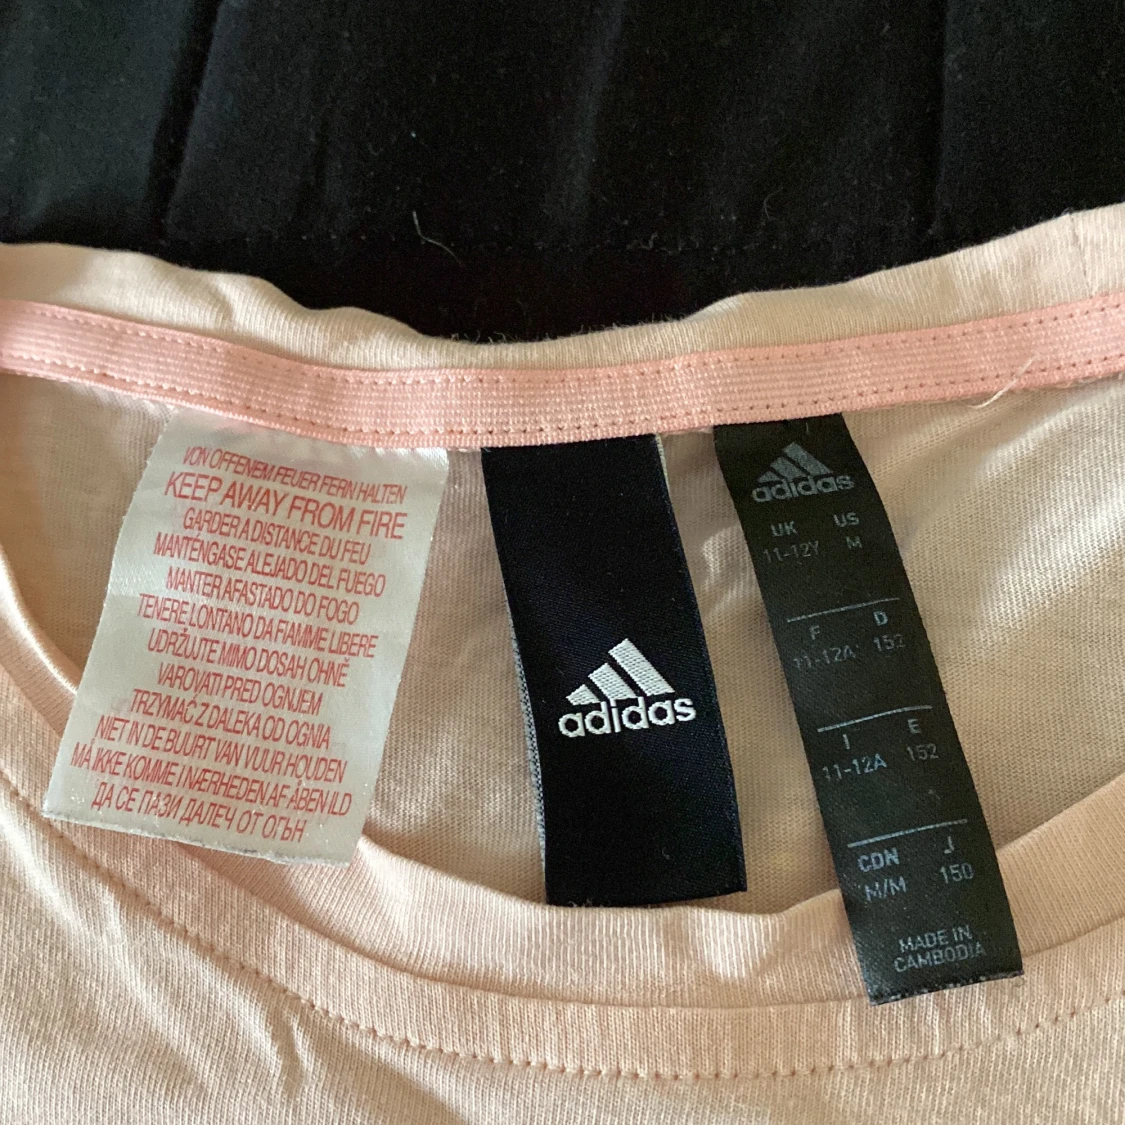 VON OFFENEM FEUER FERN HALTEN
KEEP AWAY FROM FIRE
GARDER A DISTANCE DU FEU
MANTÉNGASE ALEJADO DEL FUEGO
MANTER AFASTADO DO FOGO
TENERE LONTANO DA FIAMME LIBERE
UDRŽUJTE MIMO DOSAH OHNĚ
VAROVATI PRED OGNJEM
TRZYMAĆ Z DALEKA OD OGNIA
NIET IN DE BUURT VAN VUUR HOUDEN
MÅ IKKE KOMME I NÆRHEDEN AF ÅBEN ILD
ДА СЕ ПАЗИ ДАЛЕЧ ОТ ОГЪН
adidas
adidas
UK US
11-12Y M
F D
11-12A 152
I E
11-12A 152
CDN J
M/M 150
MADE IN
CAMBODIA